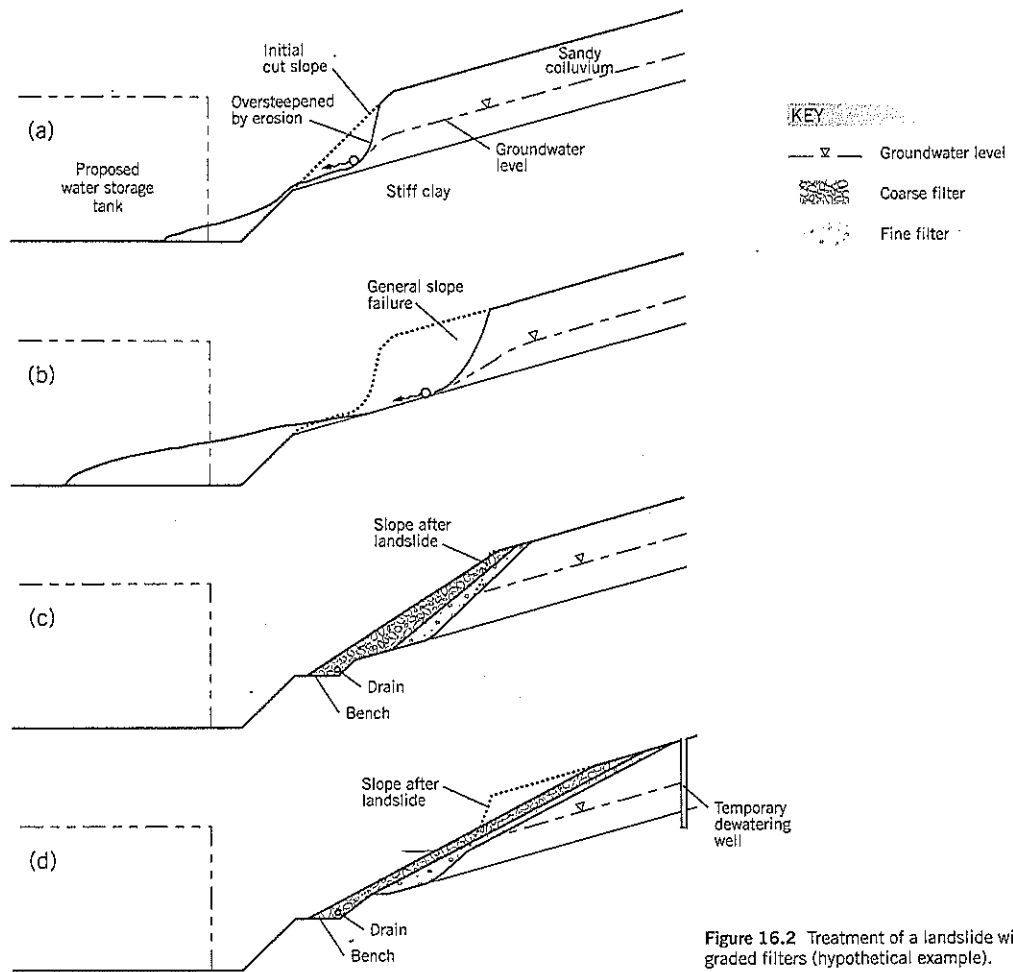 Initial
cut slope
Sandy
colluvium
Oversteepened
by erosion
(a)
Groundwater
level
Proposed
water storage
tank
Stiff clay
KEY
Groundwater level
Coarse filter
Fine filter
General slope
failure
(b)
Slope after
landslide
(c)
Drain
Bench
Slope after
landslide
Temporary
dewatering
well
(d)
Drain
Bench
Figure 16.2 Treatment of a landslide wi
graded filters (hypothetical example).